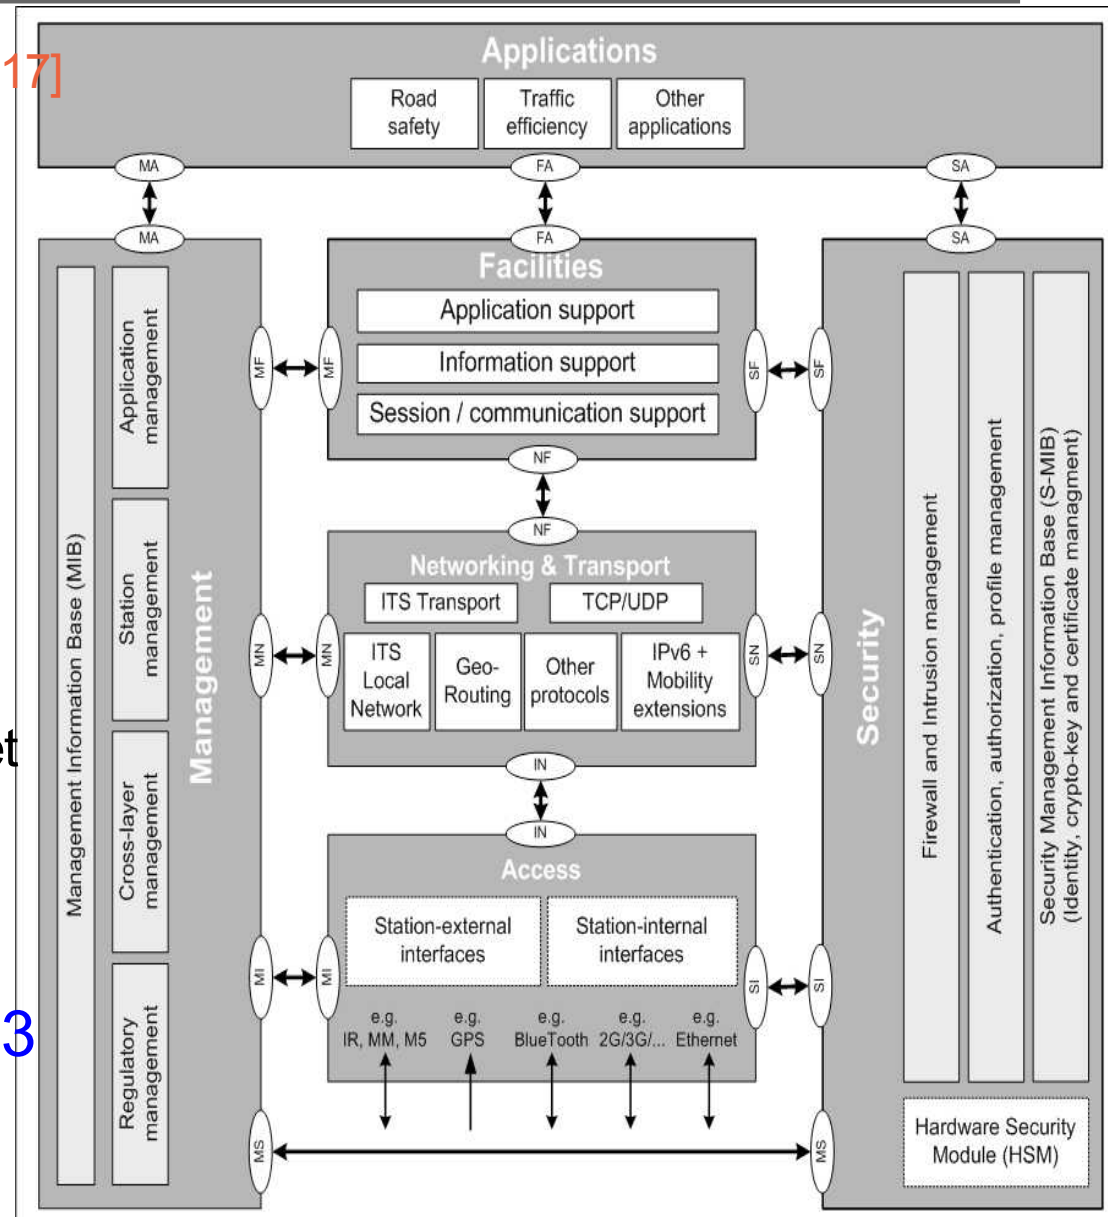 17]
Applications
Road
safety
Traffic
efficiency
Other
applications
MA
FA
SA
MA
FA
SA
Management Information Base (MIB)
Application
management
Station
management
Cross-layer
management
Regulatory
management
Management
MF
MF
MN
MN
MI
MI
MS
Facilities
Application support
Information support
Session / communication support
NF
NF
Networking & Transport
ITS Transport
TCP/UDP
ITS
Local
Network
Geo-
Routing
Other
protocols
IPv6 +
Mobility
extensions
IN
IN
Access
Station-external
interfaces
Station-internal
interfaces
e.g.
IR, MM, M5
e.g.
GPS
e.g.
BlueTooth
e.g.
2G/3G/...
e.g.
Ethernet
SF
SF
SN
SN
SI
SI
MS
Security
Firewall and Intrusion management
Authentication, authorization, profile management
Security Management Information Base (S-MIB)
(Identity, crypto-key and certificate managment)
Hardware Security
Module (HSM)
et
3